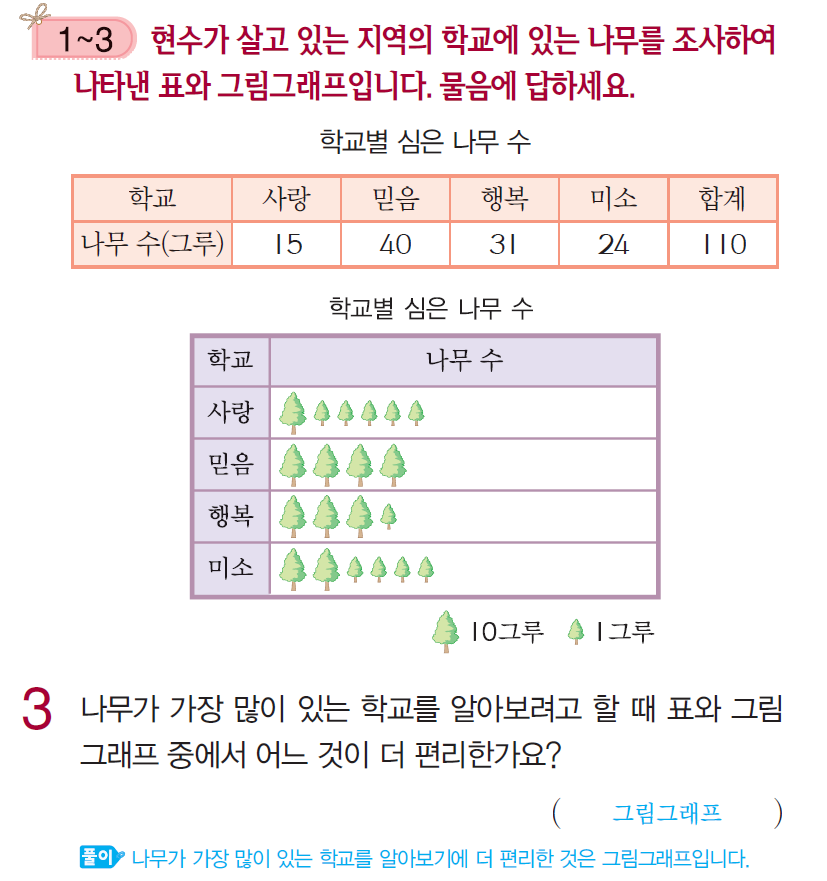 1~3 현수가 살고 있는 지역의 학교에 있는 나무를 조사하여
나타낸 표와 그림그래프입니다. 물음에 답하세요.
학교별 심은 나무 수
학교 사랑 믿음 행복 미소 합계
나무 수(그루) 15 40 31 24 110
학교별 심은 나무 수
학교 나무 수
사랑
믿음
행복
미소
10그루 1그루
3 나무가 가장 많이 있는 학교를 알아보려고 할 때 표와 그림
그래프 중에서 어느 것이 더 편리한가요?
( 그림그래프 )
풀이 나무가 가장 많이 있는 학교를 알아보기에 더 편리한 것은 그림그래프입니다.